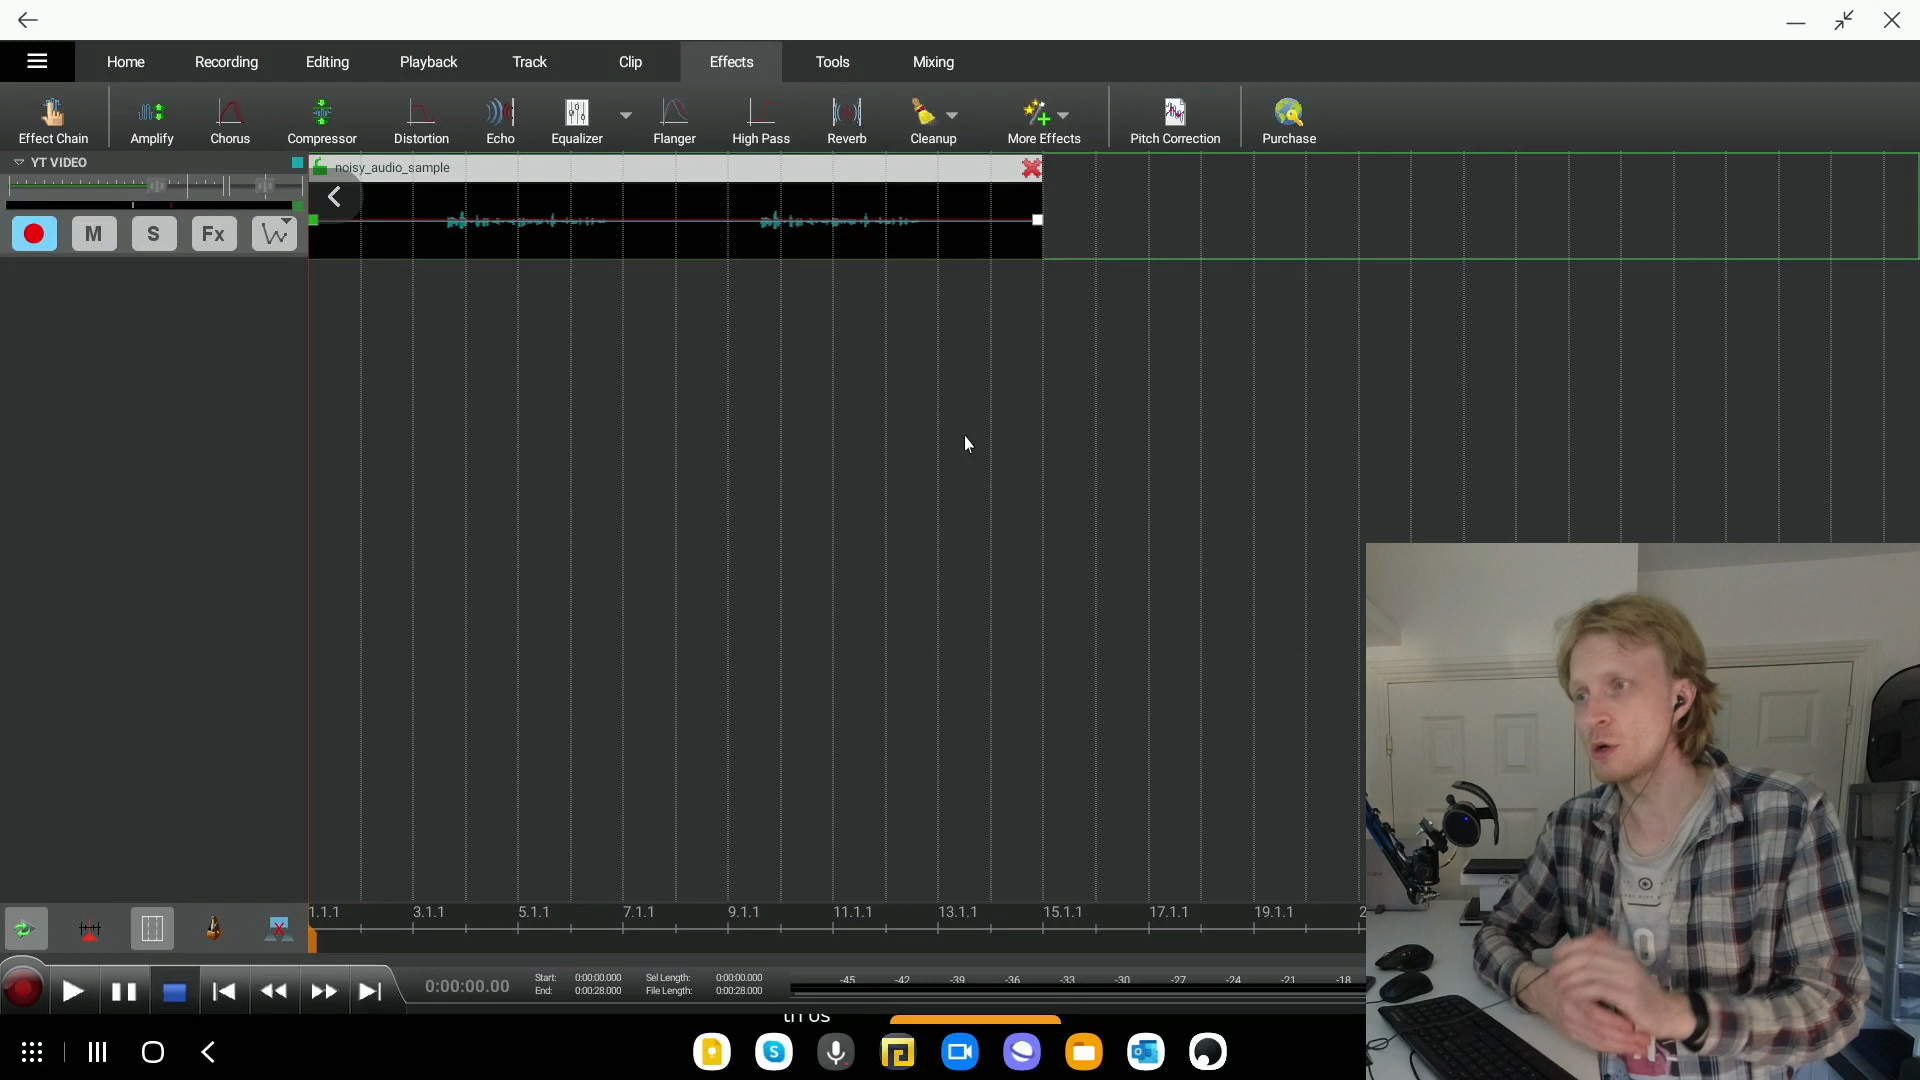 Home Recording Editing Playback Track Clip Effects Tools Mixing
Effect Chain Amplify Chorus Compressor Distortion Echo Equalizer Flanger High Pass Reverb Cleanup More Effects Pitch Correction Purchase
YT VIDEO
noisy_audio_sample
M S Fx
1.1.1 3.1.1 5.1.1 7.1.1 9.1.1 11.1.1 13.1.1 15.1.1 17.1.1 19.1.1 2
0:00:00.00
Start: 0:00:00.000 Sel Length: 0:00:00.000
End: 0:00:28.000 File Length: 0:00:28.000
-45 -42 -39 -36 -33 -30 -27 -24 -21 -18